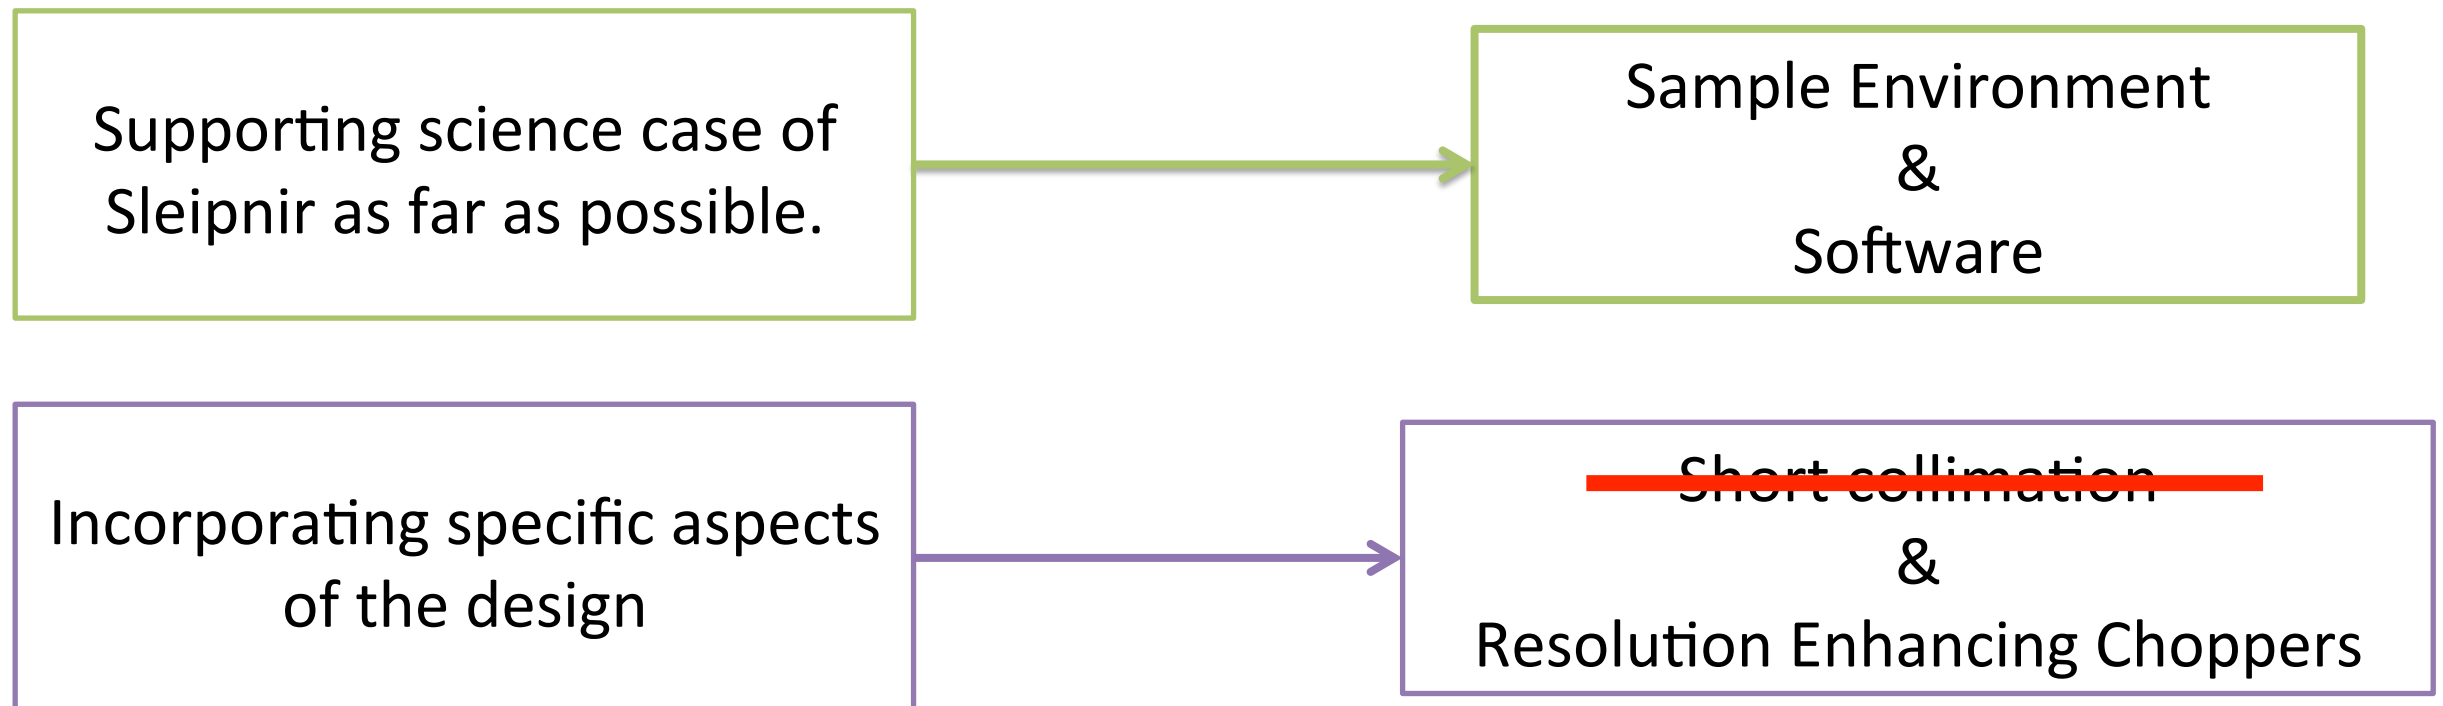 Supporting science case of
Sleipnir as far as possible.
Sample Environment
&
Software
Incorporating specific aspects
of the design
Short collimation
&
Resolution Enhancing Choppers